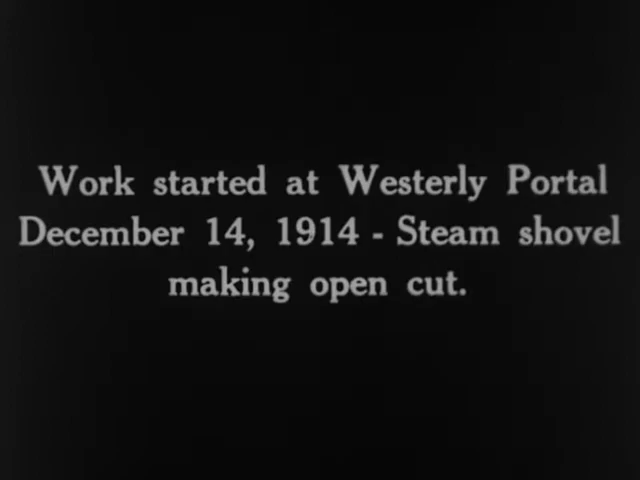 Work started at Westerly Portal
December 14, 1914 - Steam shovel
making open cut.